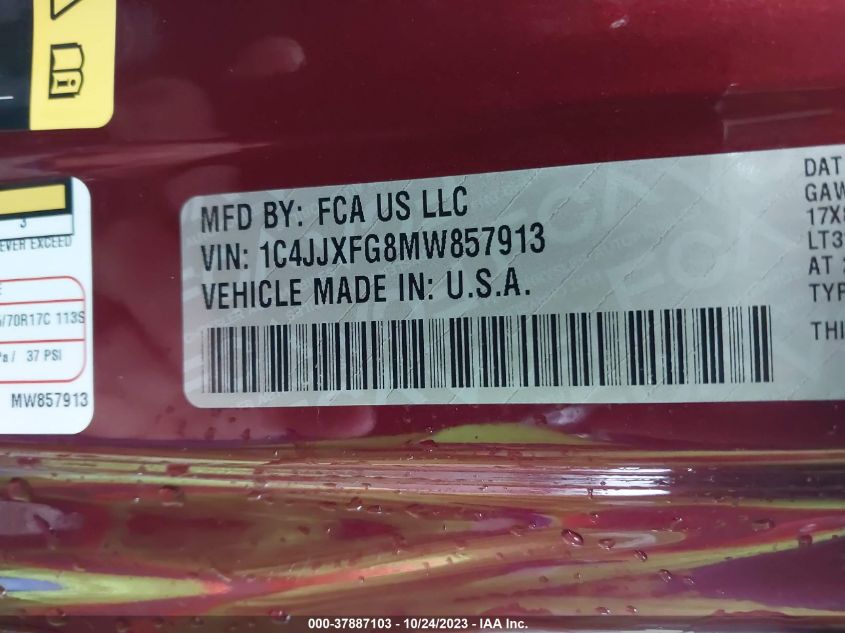 3
EVER EXCEED
/70R17C 113S
/ 37 PSI
MW857913
MFD BY: FCA US LLC
VIN: 1C4JJXFG8MW857913
VEHICLE MADE IN: U.S.A.
DAT
GAW
17X
LT3
AT 2
TYP
THI
000-37887103 - 10/24/2023 - IAA Inc.